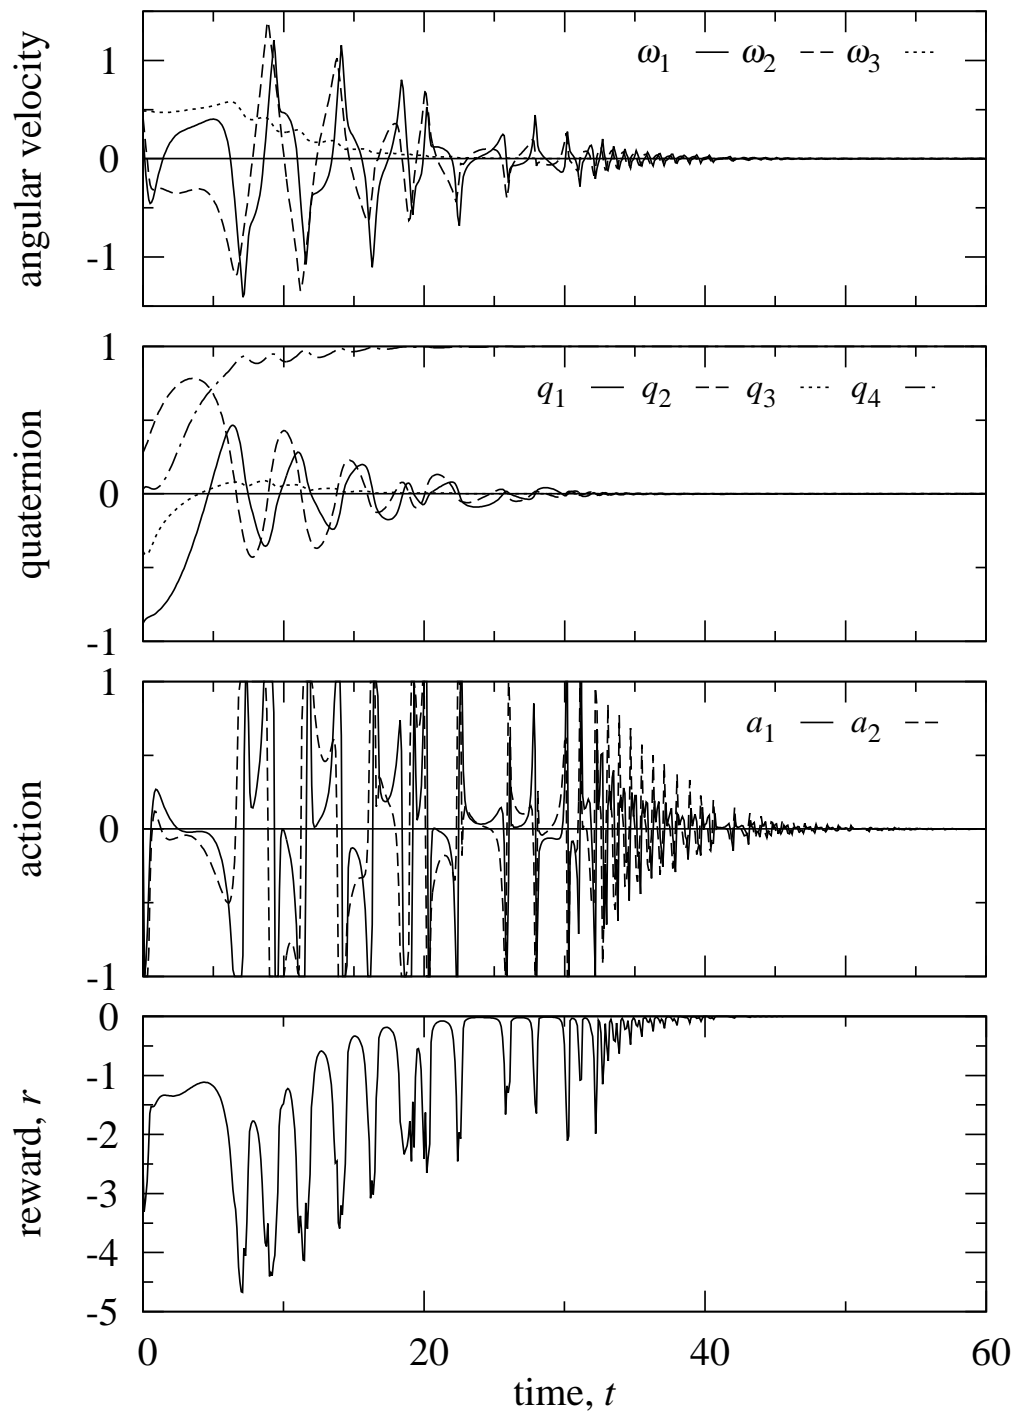 angular velocity
1
0
-1
ω1 ω2 ω3
quaternion
1
0
-1
q1 q2 q3 q4
action
1
0
-1
a1 a2
reward, r
0
-1
-2
-3
-4
-5
0 20 40 60
time, t